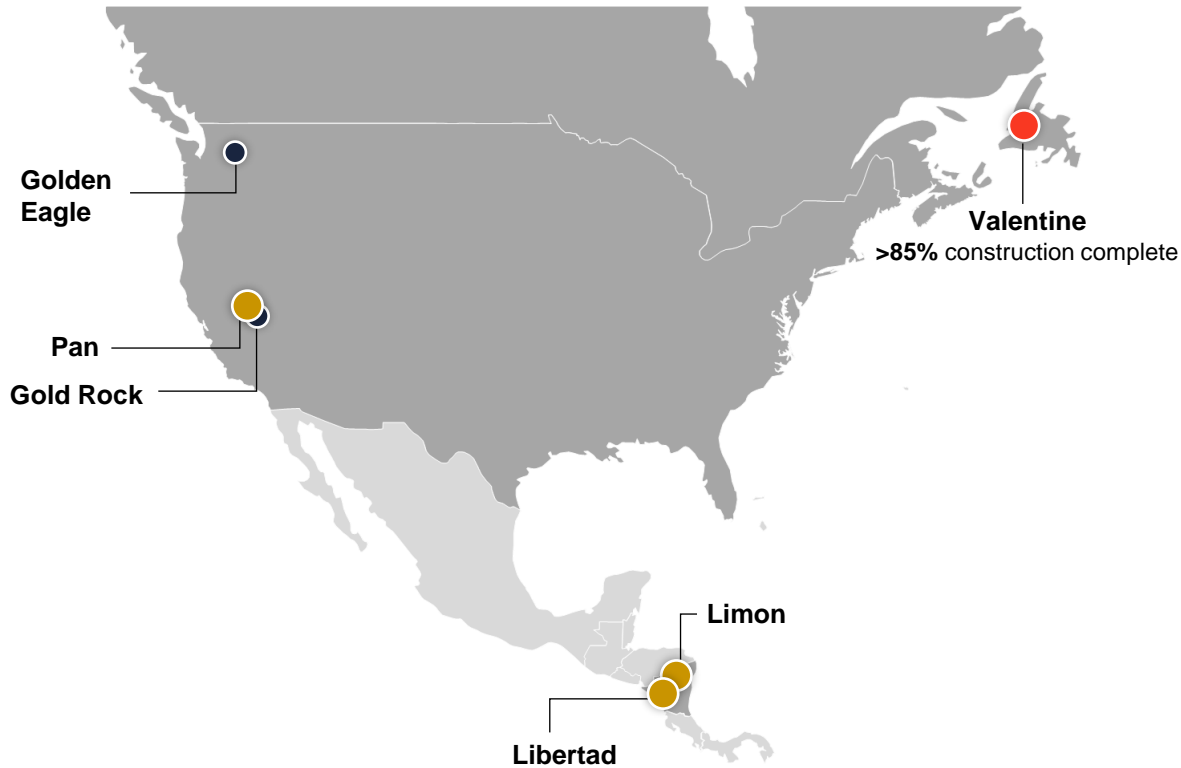 Golden
Eagle
Valentine
>85% construction complete
Pan
Gold Rock
Limon
Libertad